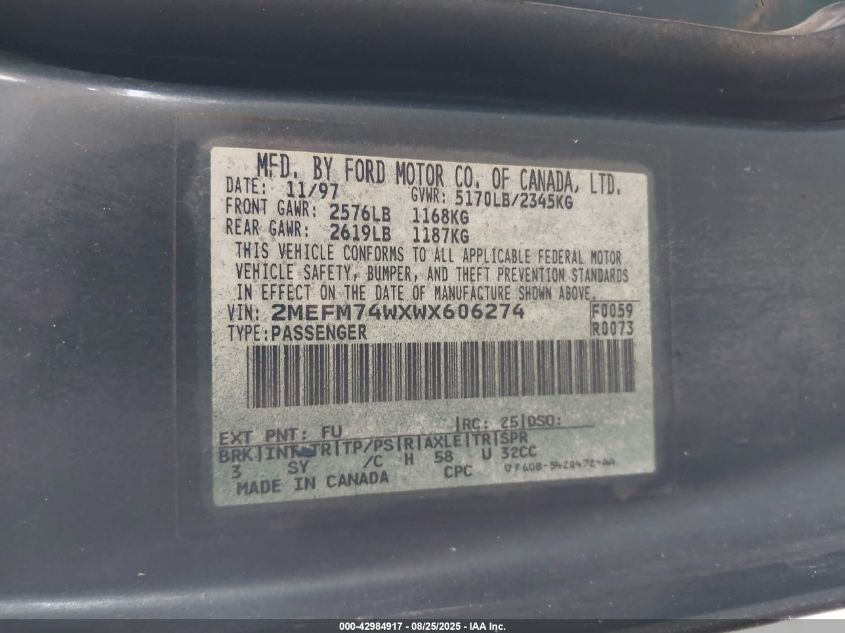 MFD. BY FORD MOTOR CO. OF CANADA, LTD.
DATE: 11/97 GVWR: 5170LB/2345KG
FRONT GAWR: 2576LB 1168KG
REAR GAWR: 2619LB 1187KG
THIS VEHICLE CONFORMS TO ALL APPLICABLE FEDERAL MOTOR
VEHICLE SAFETY, BUMPER, AND THEFT PREVENTION STANDARDS
IN EFFECT ON THE DATE OF MANUFACTURE SHOWN ABOVE.
VIN: 2MEFM74WXWX606274 F0059
TYPE: PASSENGER R0073
EXT PNT: FU RC: 25 DSO:
BRK INT TR TP/PS R AXLE TR SPR
3 SY /C H 58 U 32CC
MADE IN CANADA CPC
000-42984917 - 08/25/2025 - IAA Inc.